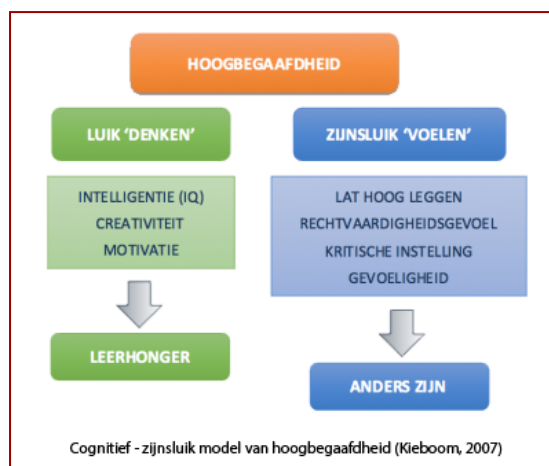 HOOGBEGAAFDHEID
LUIK ‘DENKEN’
INTELLIGENTIE (IQ)
CREATIVITEIT
MOTIVATIE
LEERHONGER
ZIJNSLUIK ‘VOELEN’
LAT HOOG LEGGEN
RECHTVAARDIGHEIDSGEVOEL
KRITISCHE INSTELLING
GEVOELIGHEID
ANDERS ZIJN
Cognitief - zijnsluik model van hoogbegaafdheid (Kieboom, 2007)